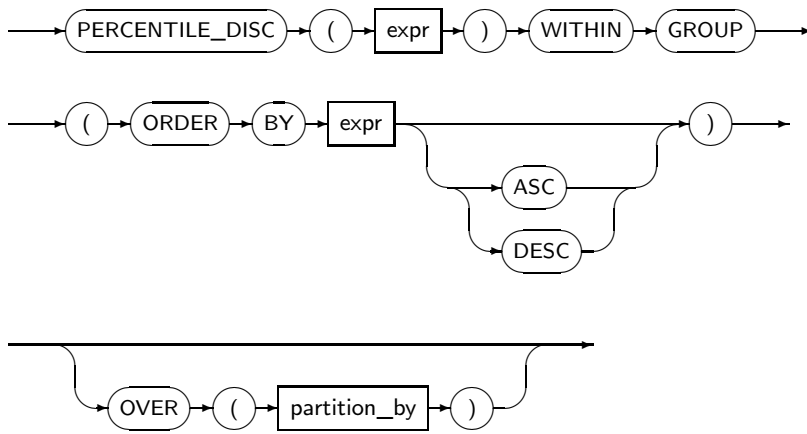 PERCENTILE_DISC ( expr ) WITHIN GROUP
( ORDER BY expr )
ASC
DESC
OVER ( partition_by )